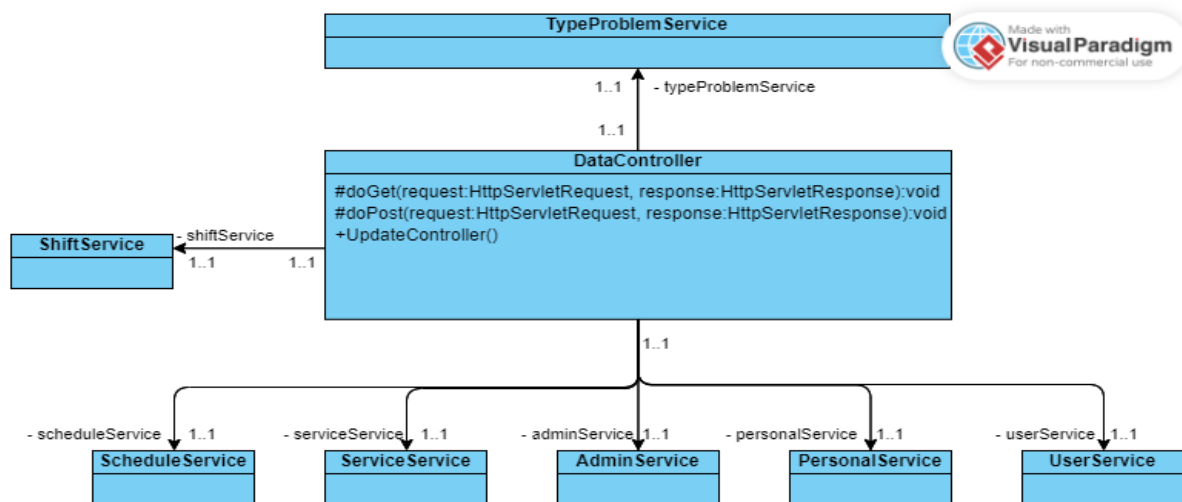 TypeProblemService
Made with
Visual Paradigm
For non-commercial use
1..1
- typeProblemService
1..1
DataController
#doGet(request:HttpServletRequest, response:HttpServletResponse):void
#doPost(request:HttpServletRequest, response:HttpServletResponse):void
+UpdateController()
- shiftService
ShiftService
1..1
1..1
1..1
- scheduleService 1..1
- serviceService 1..1
- adminService 1..1
- personalService 1..1
- userService 1..1
ScheduleService
ServiceService
AdminService
PersonalService
UserService